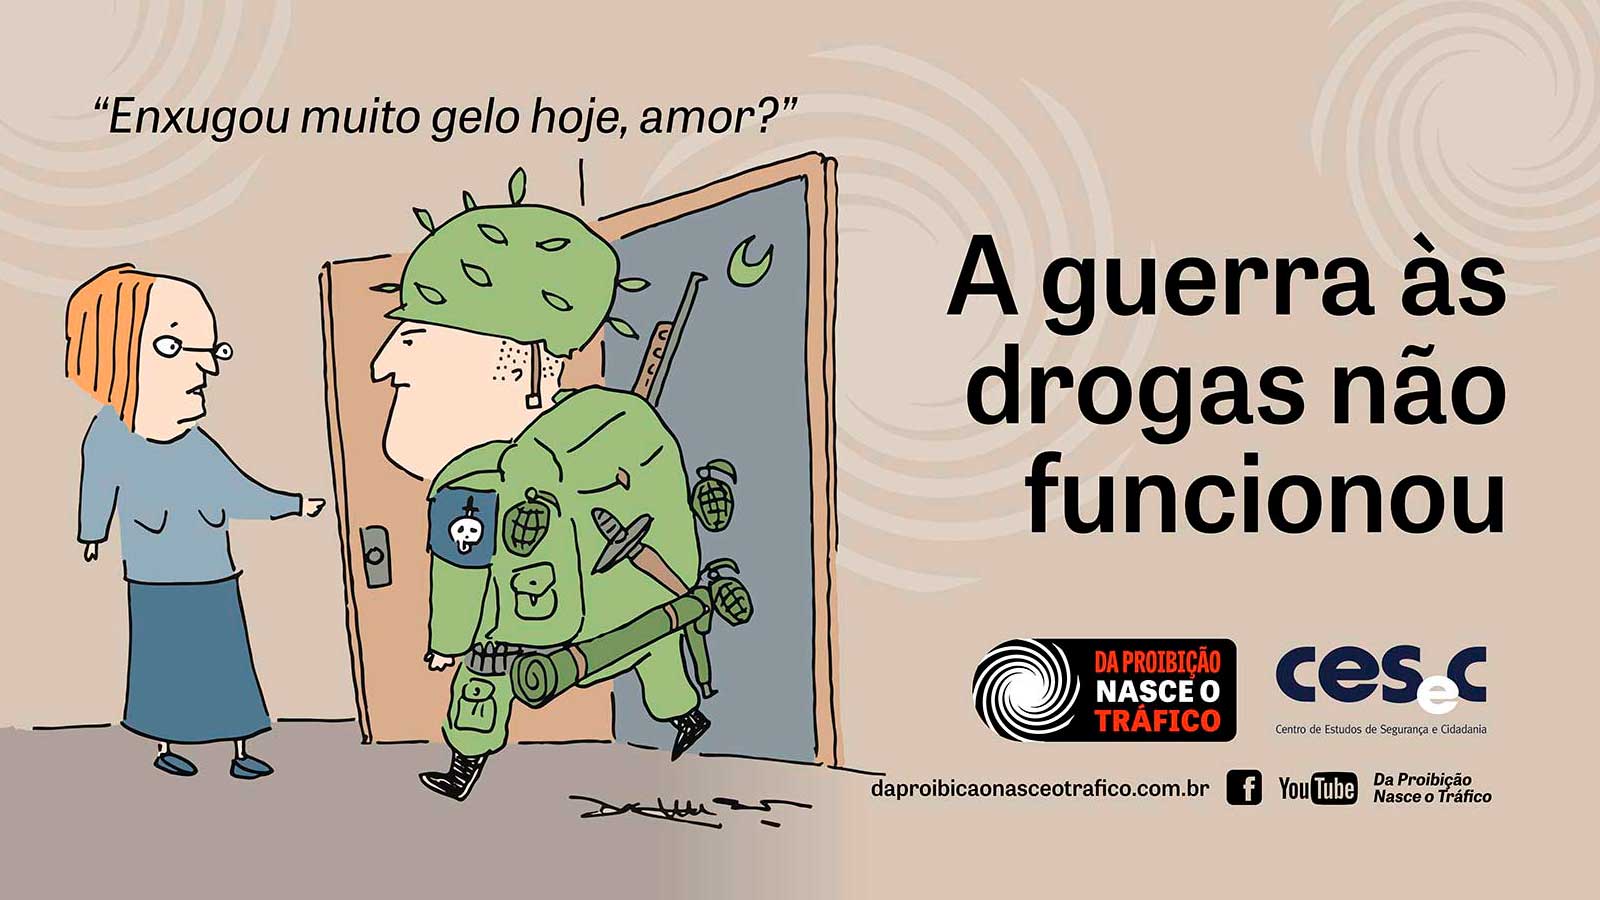 “Enxugou muito gelo hoje, amor?”
A guerra às
drogas não
funcionou
DA PROIBIÇÃO
NASCE O
TRÁFICO
CESeC
Centro de Estudos de Segurança e Cidadania
daproibicaonasceotrafico.com.br
f
YouTube
Da Proibição
Nasce o Tráfico